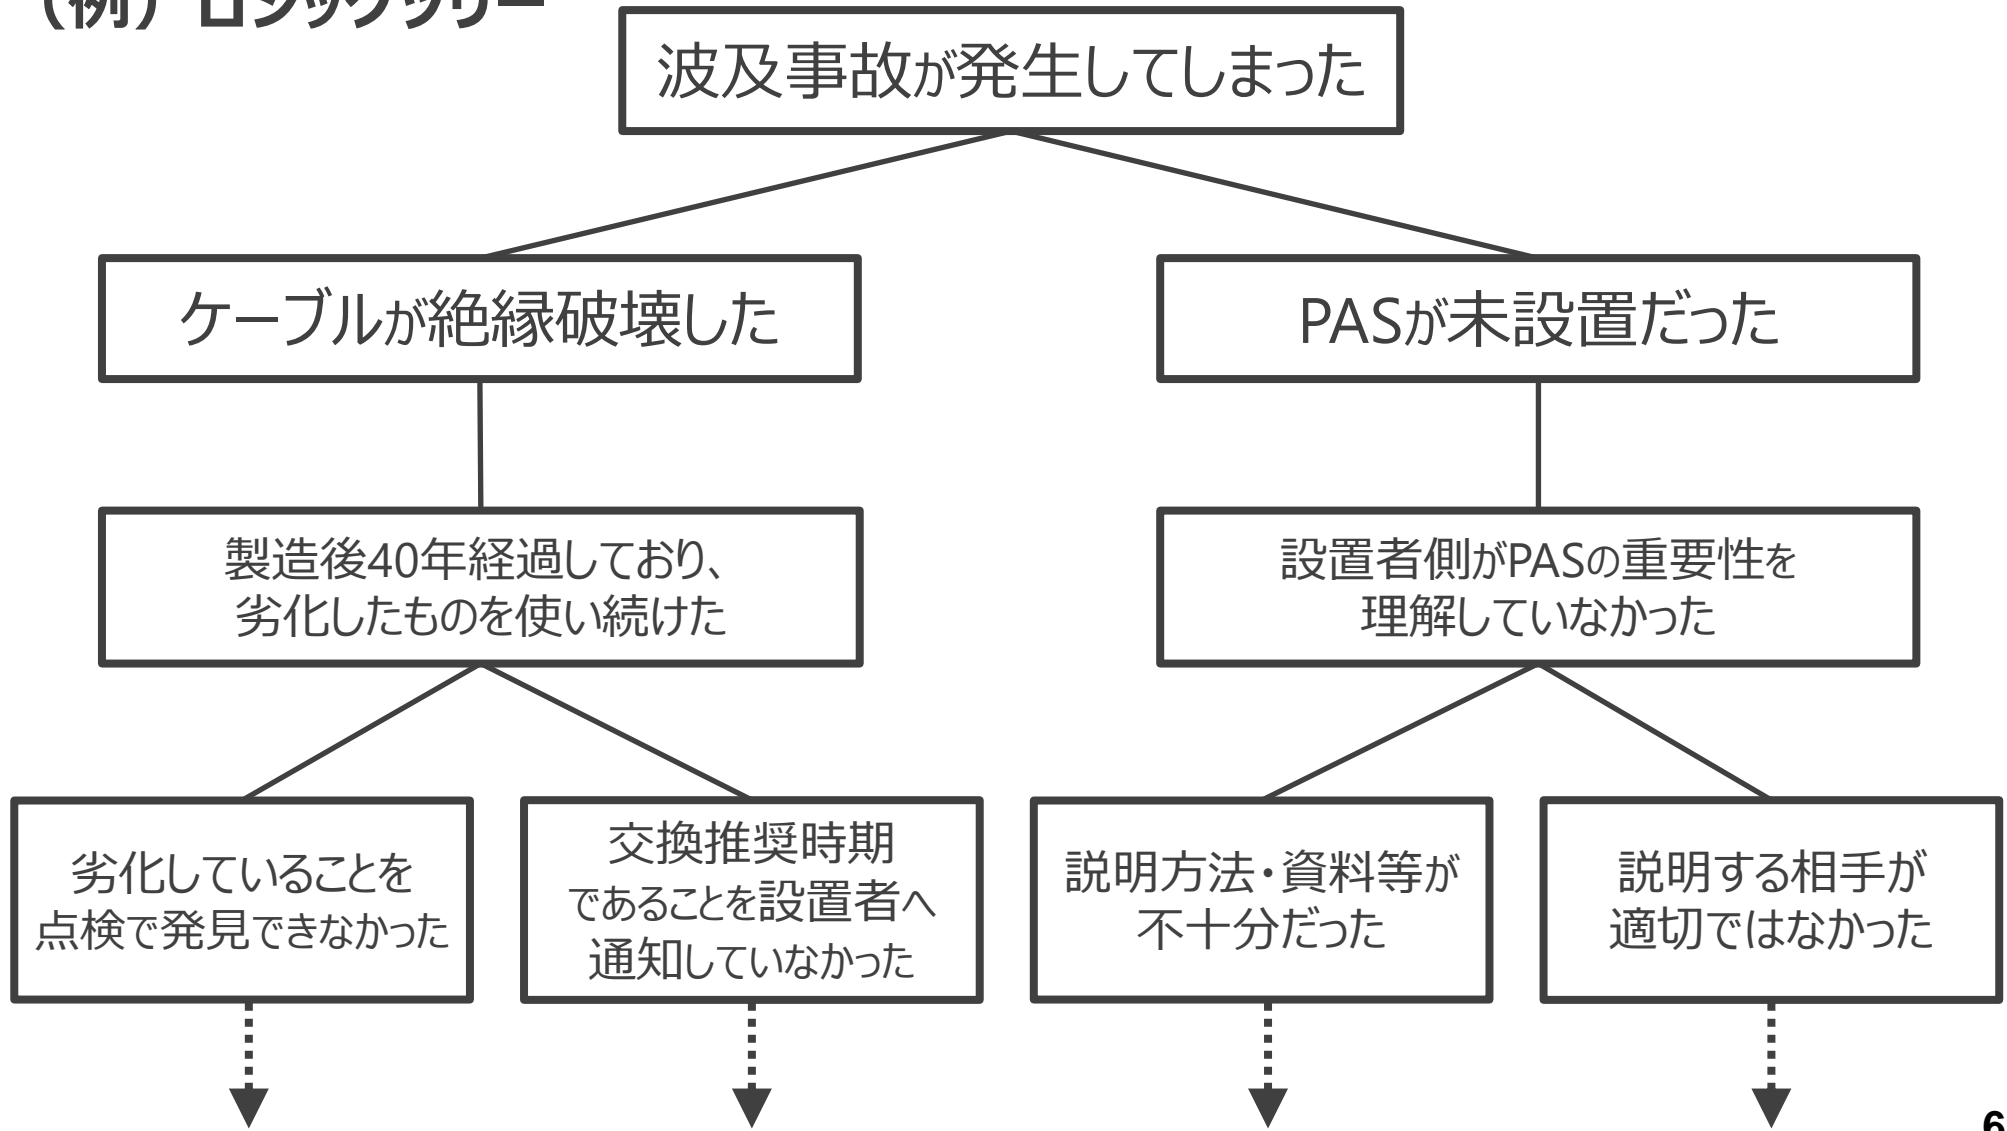 （例）ロジックツリー
波及事故が発生してしまった
ケーブルが絶縁破壊した
PASが未設置だった
製造後40年経過しており、
劣化したものを使い続けた
設置者側がPASの重要性を
理解していなかった
劣化していることを
点検で発見できなかった
交換推奨時期
であることを設置者へ
通知していなかった
説明方法・資料等が
不十分だった
説明する相手が
適切ではなかった
6